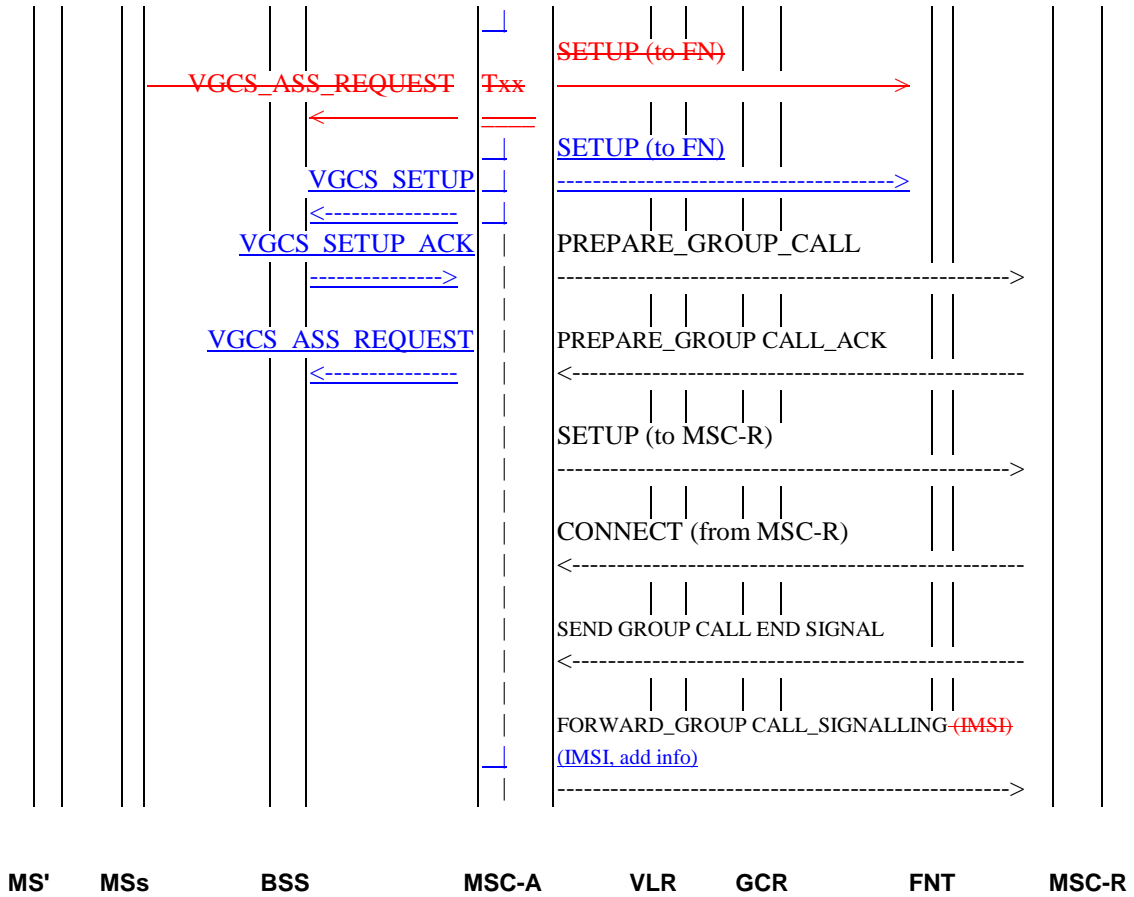 SETUP (to FN)
VGCS_ASS_REQUEST Txx
SETUP (to FN)
VGCS_SETUP
VGCS_SETUP_ACK PREPARE_GROUP_CALL
VGCS_ASS_REQUEST PREPARE_GROUP CALL_ACK
SETUP (to MSC-R)
CONNECT (from MSC-R)
SEND GROUP CALL END SIGNAL
FORWARD_GROUP CALL_SIGNALLING (IMSI)
(IMSI, add info)
MS' MSs BSS MSC-A VLR GCR FNT MSC-R